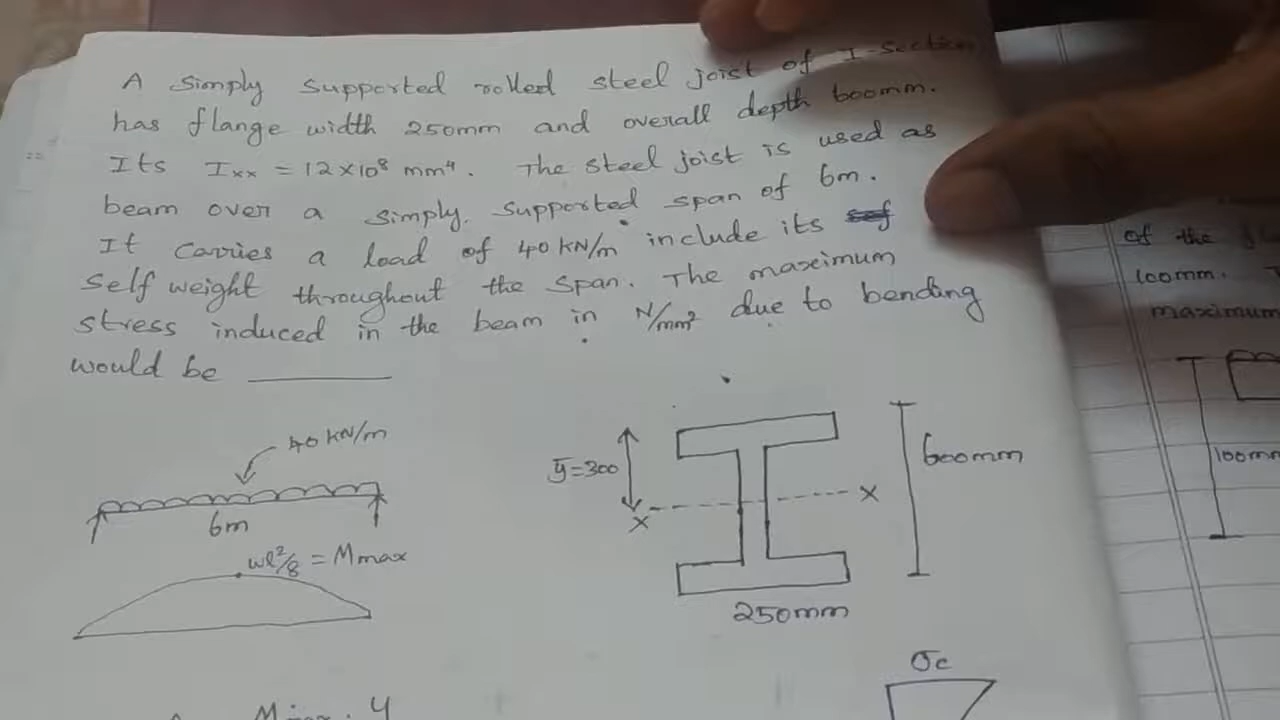 A simply supported rolled steel joist of I-Section
has flange width 250mm and overall depth 600mm.
Its Ixx = 12×10⁸ mm⁴. The steel joist is used as
beam over a simply. supported span of 6m.
It carries a load of 40 KN/m include its
self weight throughout the span. The maximum
stress induced in the beam in N/mm² due to bending
would be
40 KN/m
6m
wl²/8 = Mmax
ȳ=300
x
x
600mm
250mm
σc
y
of the
100mm.
maximum
100mm